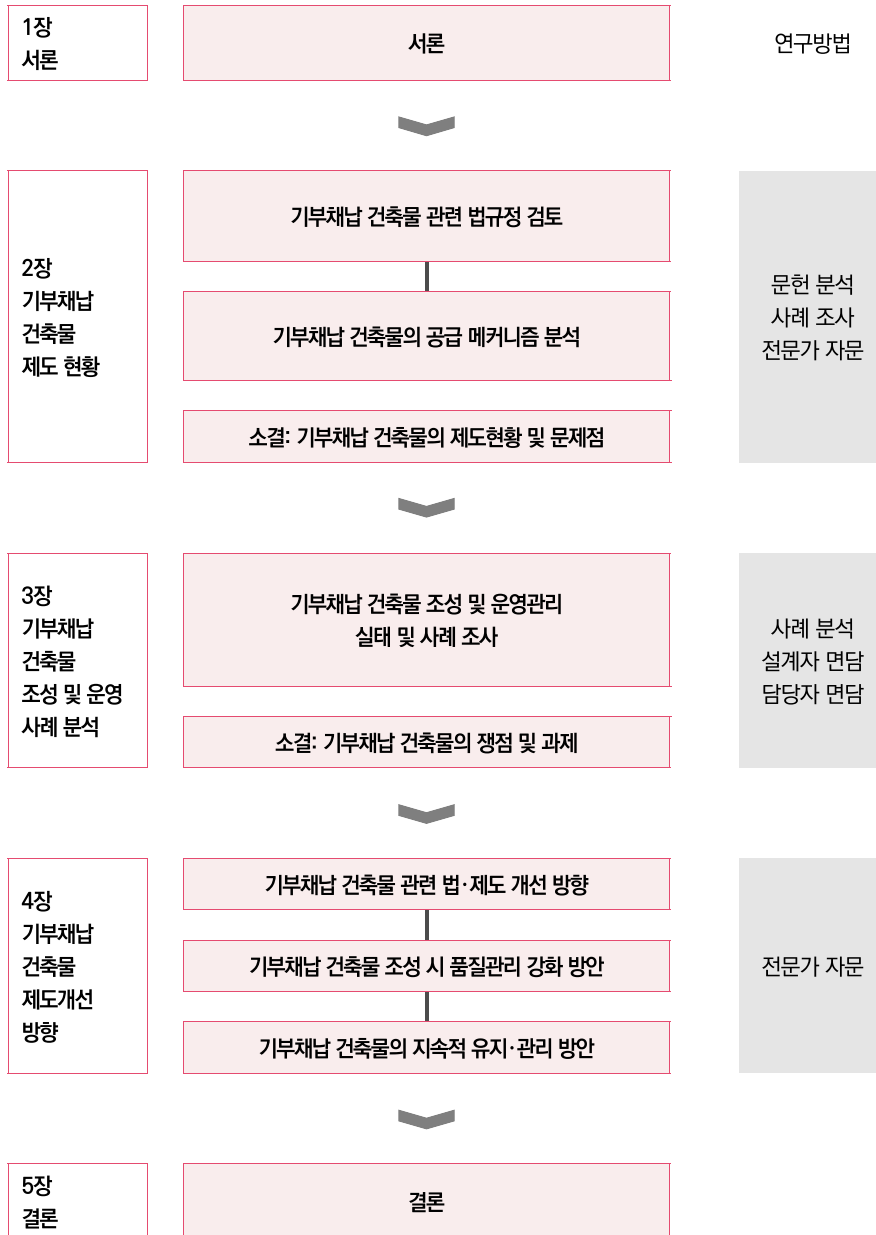 1장
서론
서론
연구방법
2장
기부채납
건축물
제도 현황
기부채납 건축물 관련 법규정 검토
기부채납 건축물의 공급 메커니즘 분석
소결: 기부채납 건축물의 제도현황 및 문제점
문헌 분석
사례 조사
전문가 자문
3장
기부채납
건축물
조성 및 운영
사례 분석
기부채납 건축물 조성 및 운영관리
실태 및 사례 조사
소결: 기부채납 건축물의 쟁점 및 과제
사례 분석
설계자 면담
담당자 면담
4장
기부채납
건축물
제도개선
방향
기부채납 건축물 관련 법·제도 개선 방향
기부채납 건축물 조성 시 품질관리 강화 방안
기부채납 건축물의 지속적 유지·관리 방안
전문가 자문
5장
결론
결론